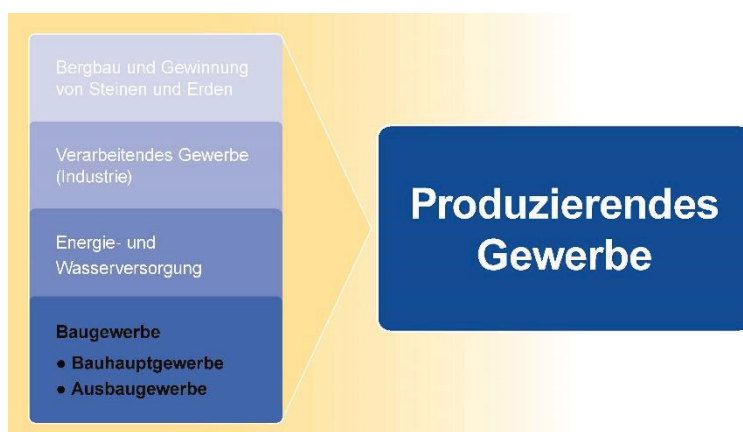 Bergbau und Gewinnung
von Steinen und Erden
Verarbeitendes Gewerbe
(Industrie)
Energie- und
Wasserversorgung
Baugewerbe
● Bauhauptgewerbe
● Ausbaugewerbe
Produzierendes
Gewerbe